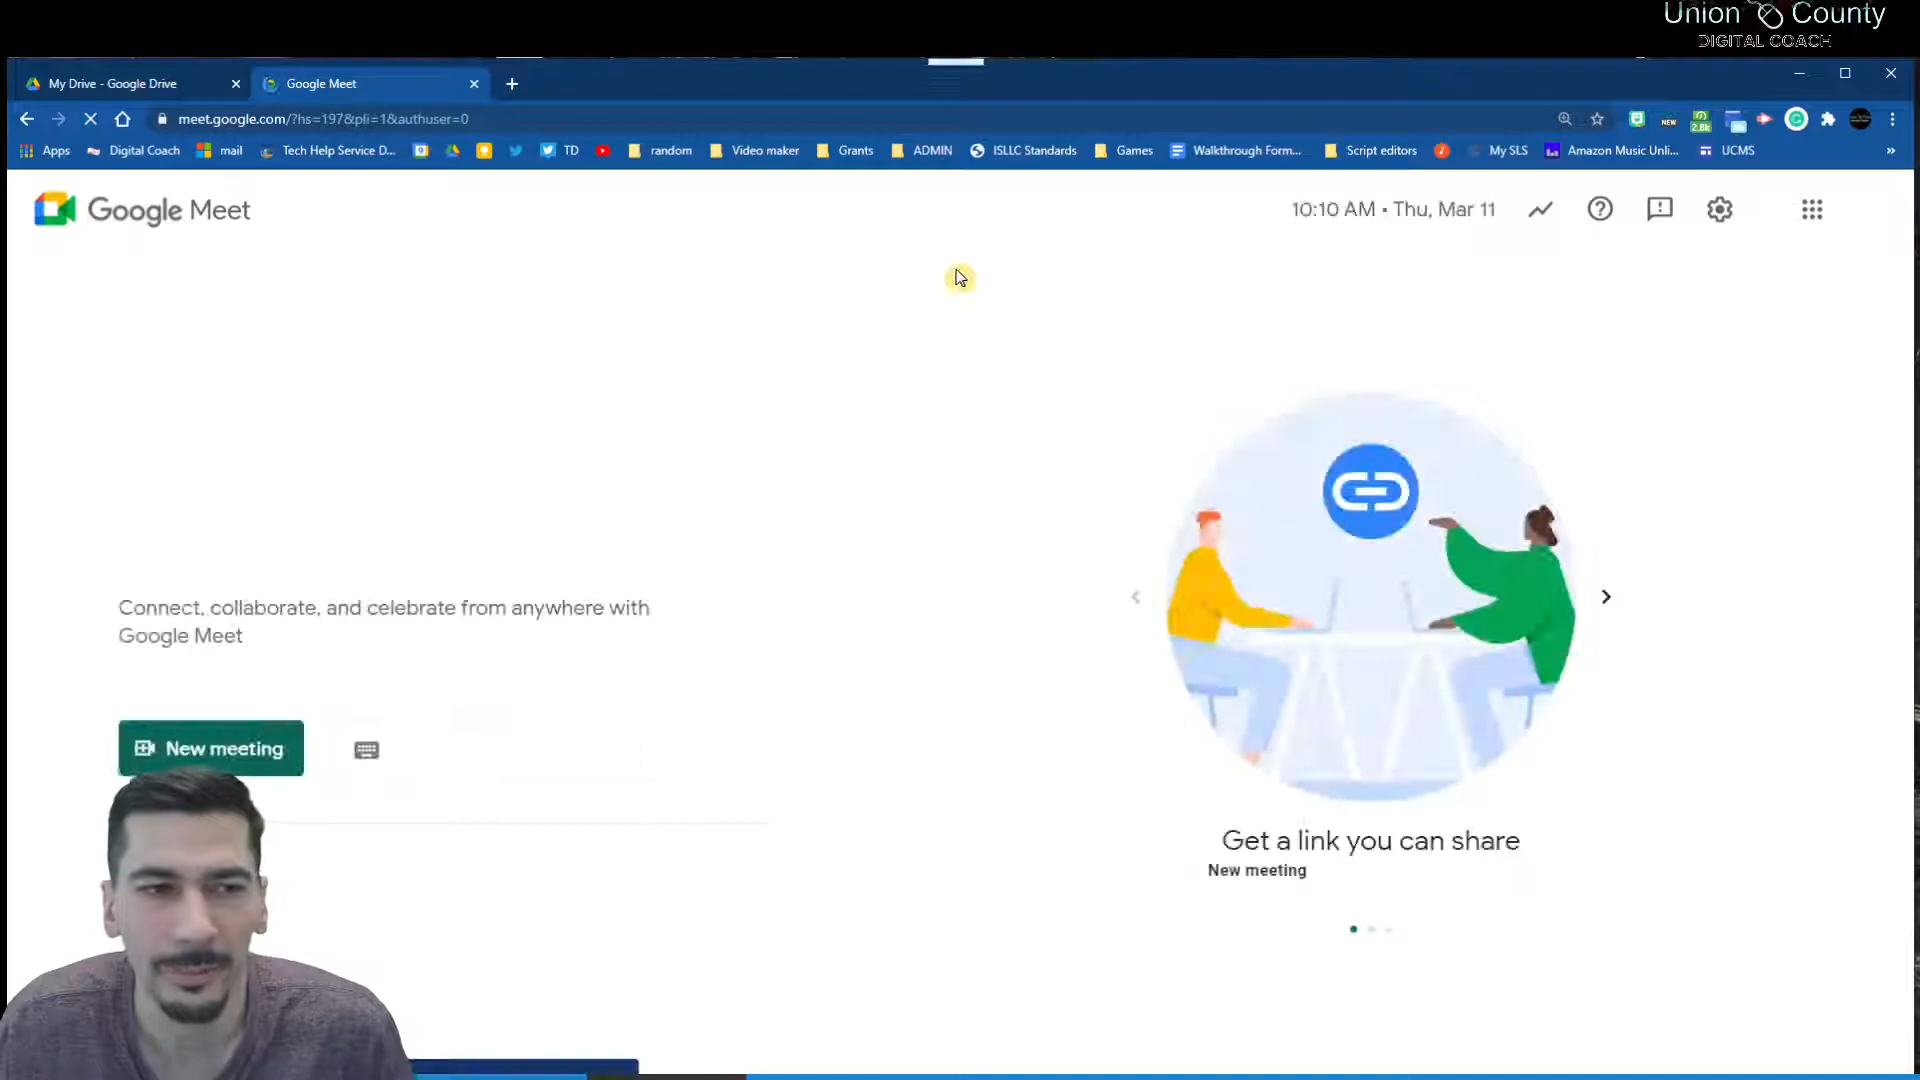 Union County
DIGITAL COACH
My Drive - Google Drive
Google Meet
meet.google.com/?hs=197&pli=1&authuser=0
NEW
2.8k
Apps
Digital Coach
mail
Tech Help Service D...
TD
random
Video maker
Grants
ADMIN
ISLLC Standards
Games
Walkthrough Form...
Script editors
My SLS
Amazon Music Unli...
UCMS
»
Google Meet
10:10 AM • Thu, Mar 11
Connect, collaborate, and celebrate from anywhere with
Google Meet
New meeting
Get a link you can share
New meeting